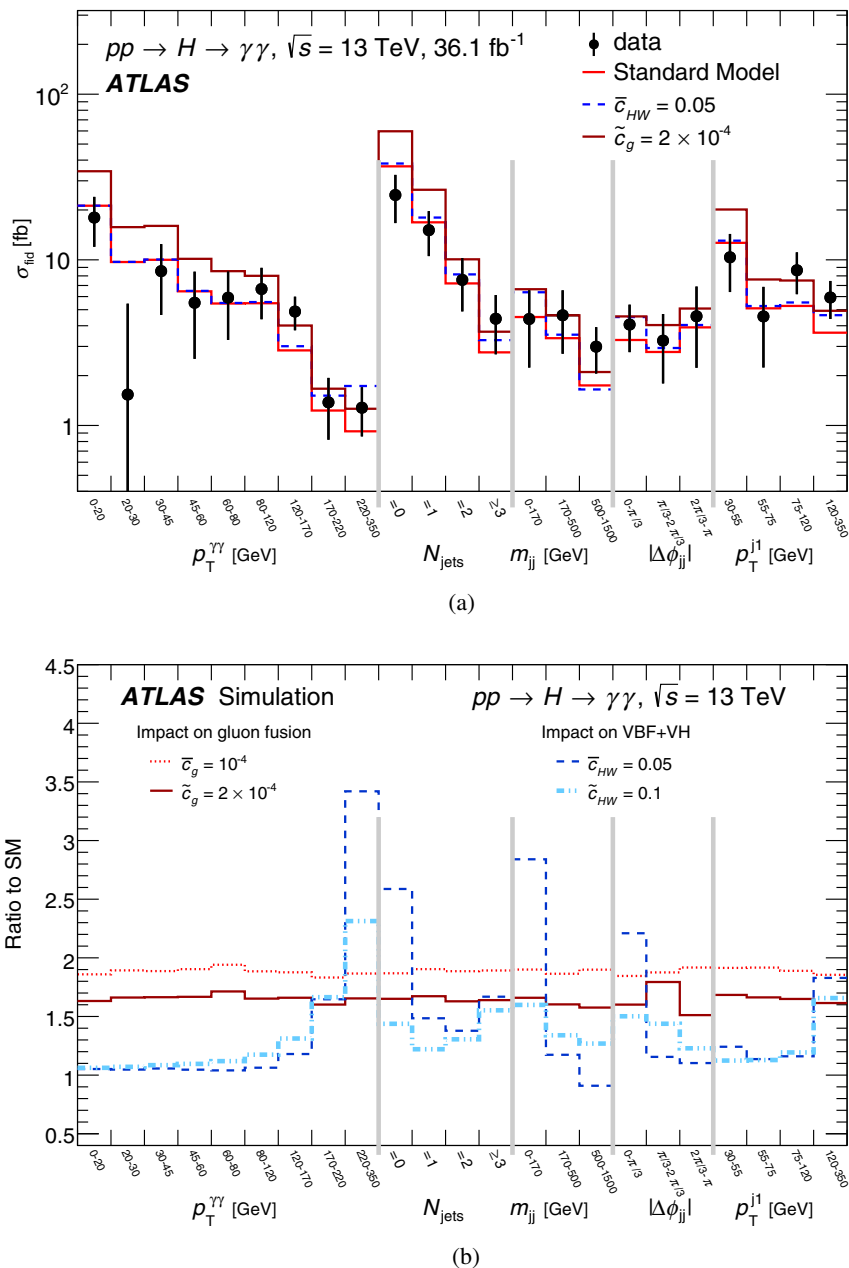 pp → H → γγ, √s = 13 TeV, 36.1 fb⁻¹
ATLAS
data
Standard Model
c̄_HW = 0.05
c̃_g = 2 × 10⁻⁴
σ_fid [fb]
10²
10
1
0-20 20-30 30-45 45-60 60-80 80-120 120-170 170-220 220-350 =0 =1 =2 ≥3 0-170 170-500 500-1500 0-π/3 π/3-2π/3 2π/3-π 30-55 55-75 75-120 120-350
p_T^γγ [GeV] N_jets m_jj [GeV] |Δϕ_jj| p_T^j1 [GeV]
(a)
ATLAS Simulation
pp → H → γγ, √s = 13 TeV
Impact on gluon fusion
c̄_g = 10⁻⁴
c̃_g = 2 × 10⁻⁴
Impact on VBF+VH
c̄_HW = 0.05
c̃_HW = 0.1
Ratio to SM
4.5
4
3.5
3
2.5
2
1.5
1
0.5
0-20 20-30 30-45 45-60 60-80 80-120 120-170 170-220 220-350 =0 =1 =2 ≥3 0-170 170-500 500-1500 0-π/3 π/3-2π/3 2π/3-π 30-55 55-75 75-120 120-350
p_T^γγ [GeV] N_jets m_jj [GeV] |Δϕ_jj| p_T^j1 [GeV]
(b)